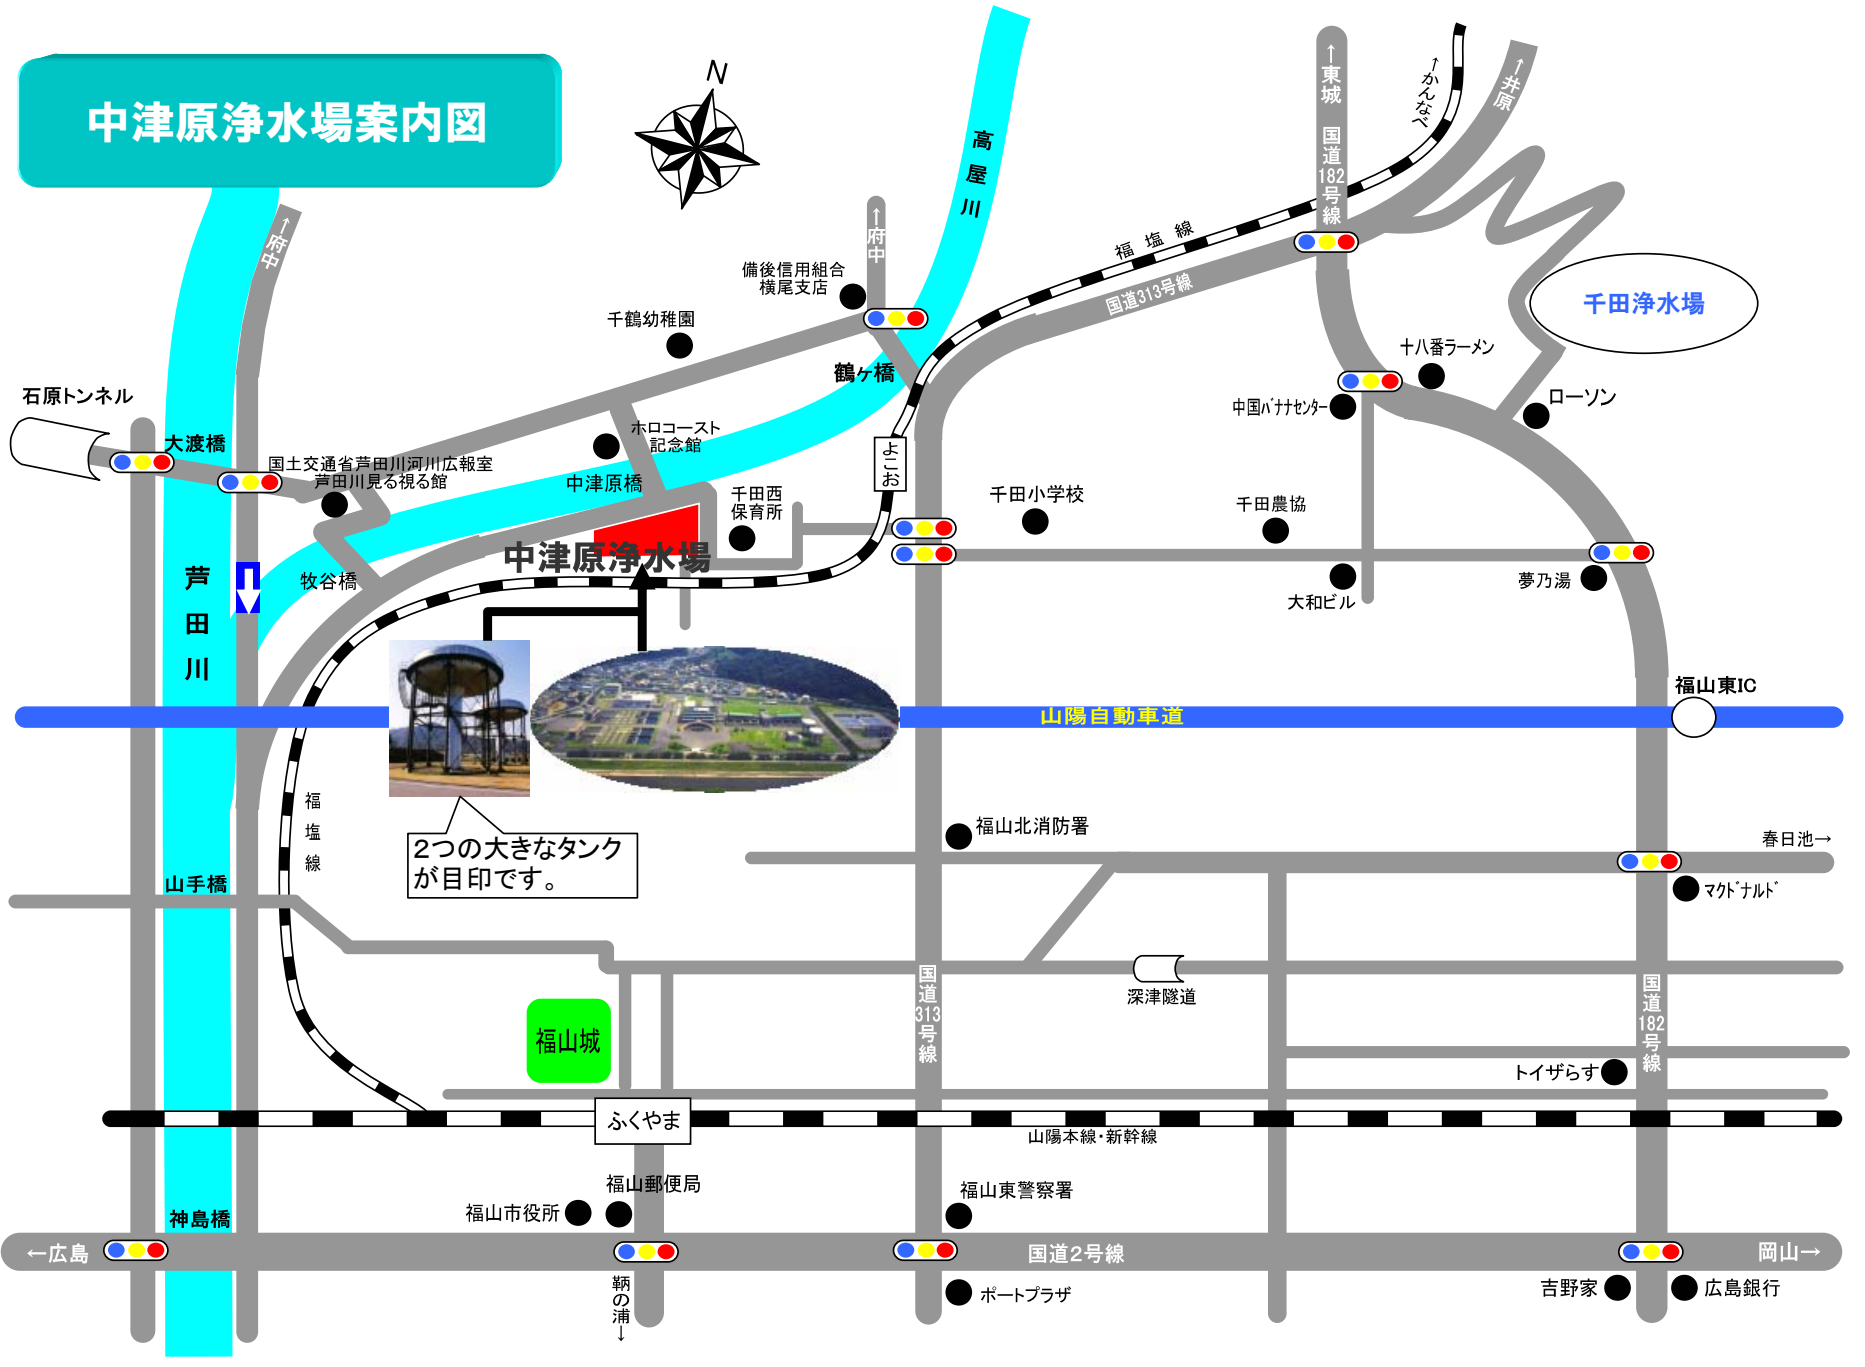 中津原浄水場案内図
N
↑東城 国道182号線
↑かんなべ
↑井原
高屋川
↑府中
↑府中
福塩線
備後信用組合
横尾支店
国道313号線
千田浄水場
千鶴幼稚園
鶴ヶ橋
十八番ラーメン
石原トンネル
中国バナナセンター
ローソン
大渡橋
ホロコースト
記念館
よこお
国土交通省芦田川河川広報室
芦田川見る視る館
中津原橋
千田西
保育所
千田小学校
千田農協
中津原浄水場
牧谷橋
芦田川
大和ビル
夢乃湯
福山東IC
山陽自動車道
福塩線
2つの大きなタンク
が目印です。
福山北消防署
春日池→
山手橋
マクドナルド
国道313号線
深津隧道
国道182号線
福山城
トイザらす
ふくやま
山陽本線・新幹線
福山郵便局
福山東警察署
福山市役所
神島橋
←広島
国道2号線
岡山→
鞆の浦→
ポートプラザ
吉野家
広島銀行